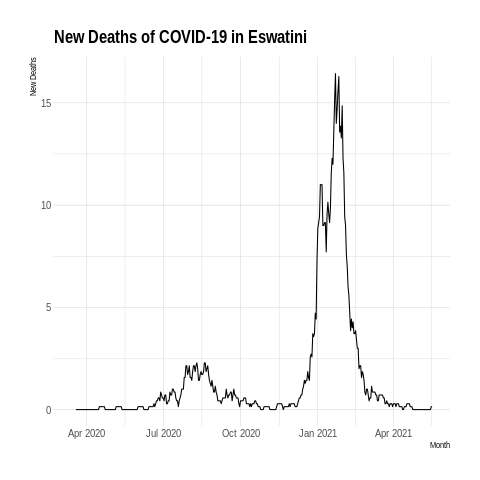 New Deaths of COVID-19 in Eswatini
New Deaths
15
10
5
0
Apr 2020 Jul 2020 Oct 2020 Jan 2021 Apr 2021
Month